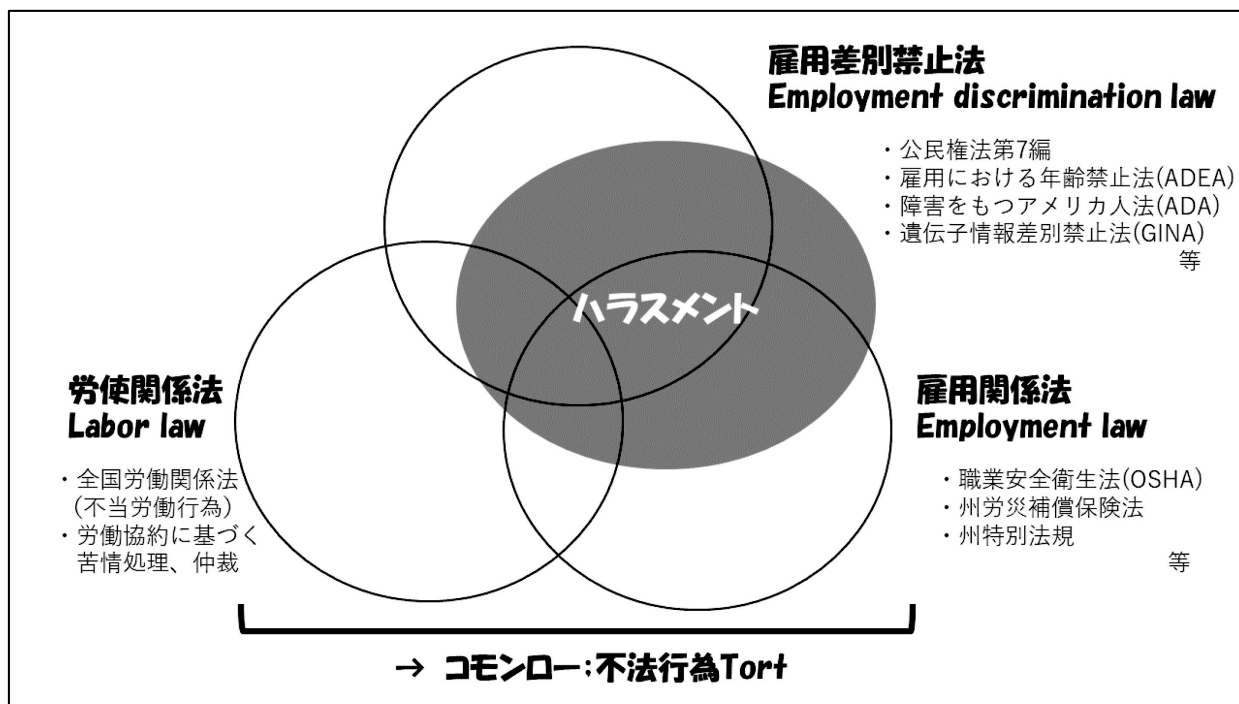 雇用差別禁止法
Employment discrimination law
・公民権法第7編
・雇用における年齢禁止法(ADEA)
・障害をもつアメリカ人法(ADA)
・遺伝子情報差別禁止法(GINA)
等
ハラスメント
労使関係法
Labor law
・全国労働関係法
（不当労働行為）
・労働協約に基づく
苦情処理、仲裁
雇用関係法
Employment law
・職業安全衛生法(OSHA)
・州労災補償保険法
・州特別法規
等
→ コモンロー;不法行為Tort